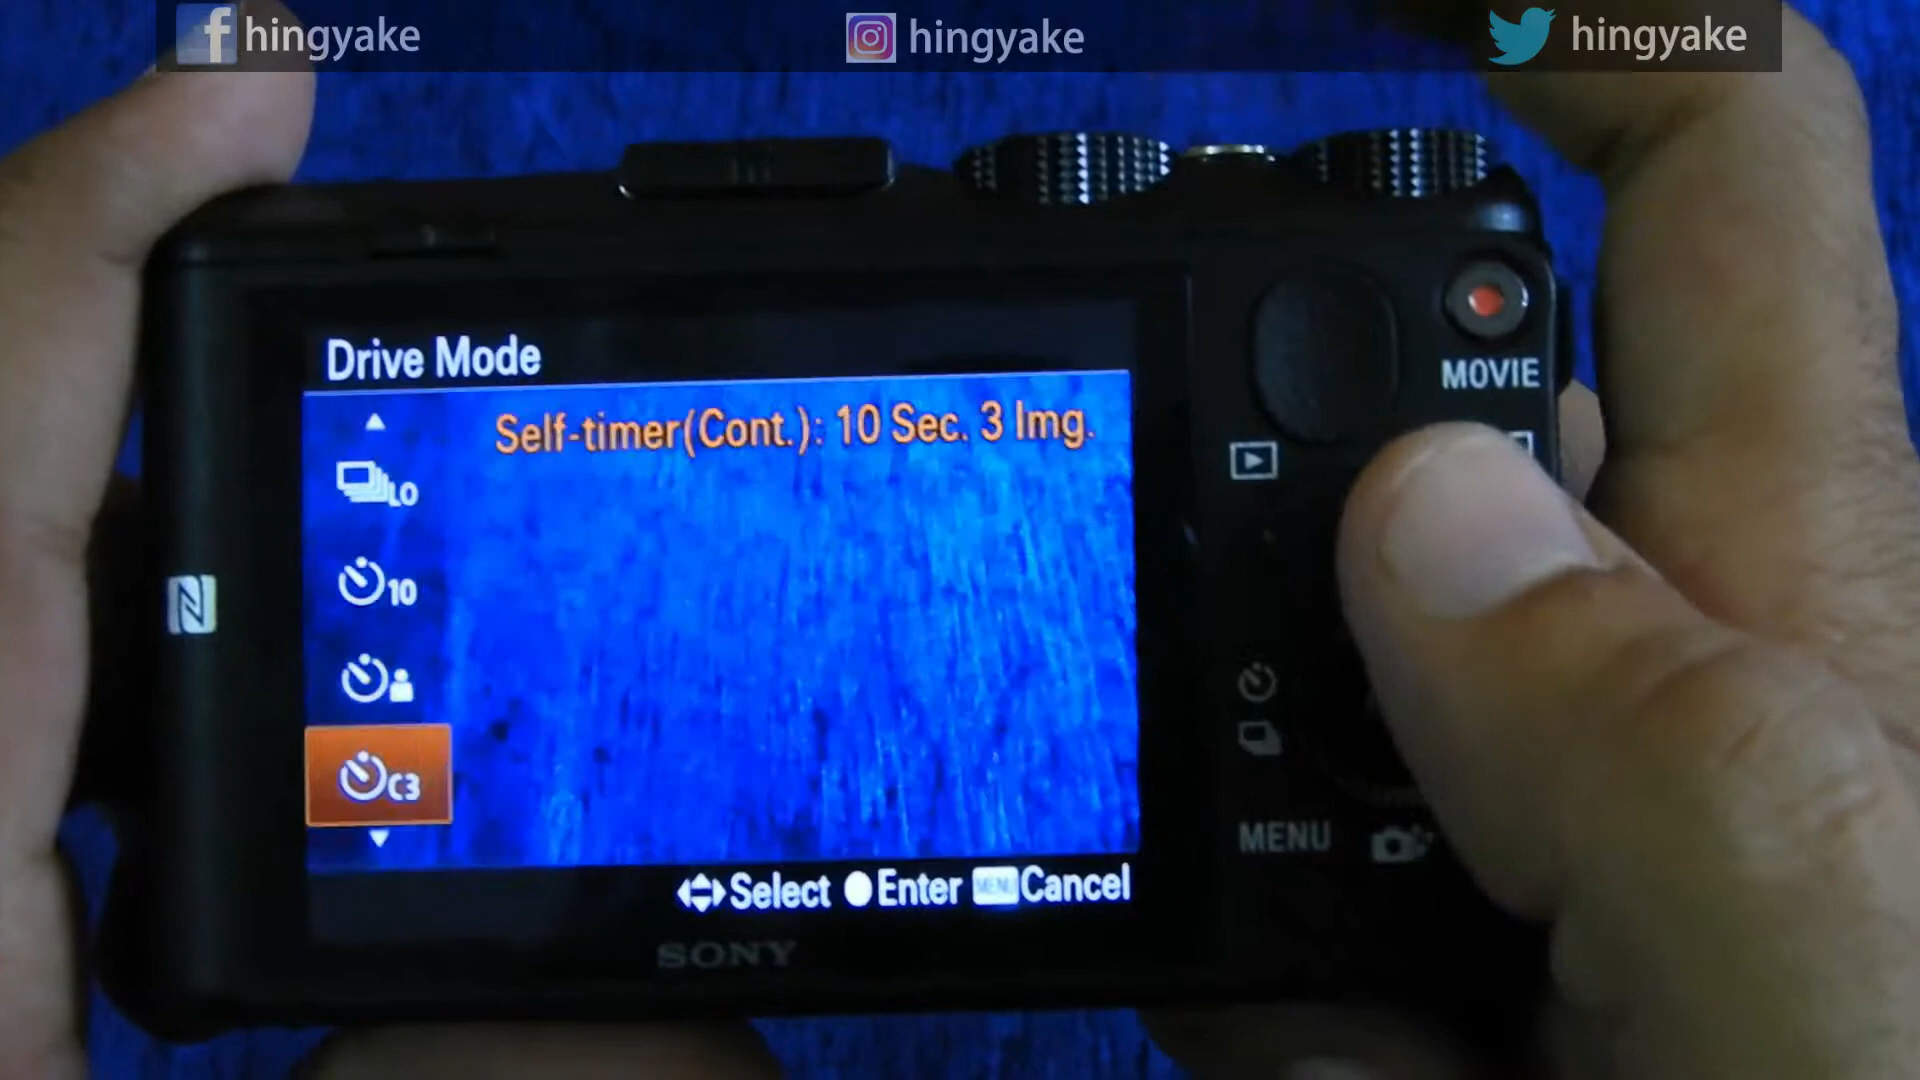 hingyake
hingyake
hingyake
MOVIE
Drive Mode
Self-timer(Cont.): 10 Sec. 3 Img.
LO
10
C3
MENU
Select Enter MENU Cancel
SONY